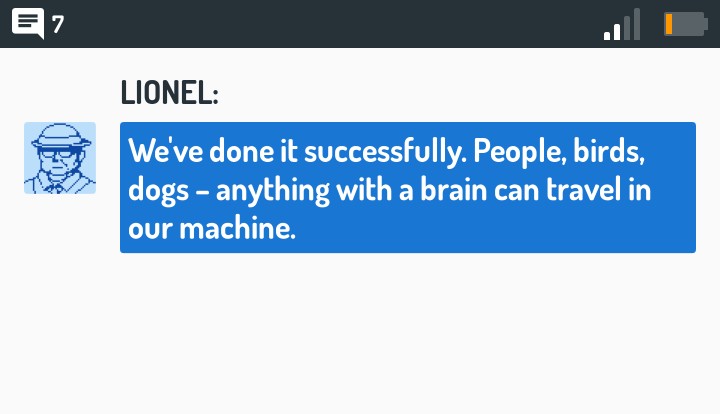 7
LIONEL:
We've done it successfully. People, birds,
dogs – anything with a brain can travel in
our machine.